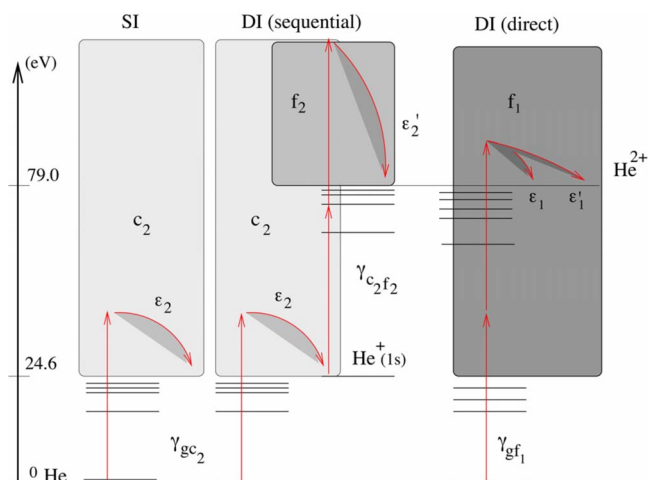 SI DI (sequential) DI (direct)
(eV)
f₂ f₁
ε₂'
79.0 He²⁺
ε₁ ε'₁
c₂ c₂
γc₂f₂
ε₂ ε₂
24.6 He⁺(1s)
γgc₂ γgf₁
0 He